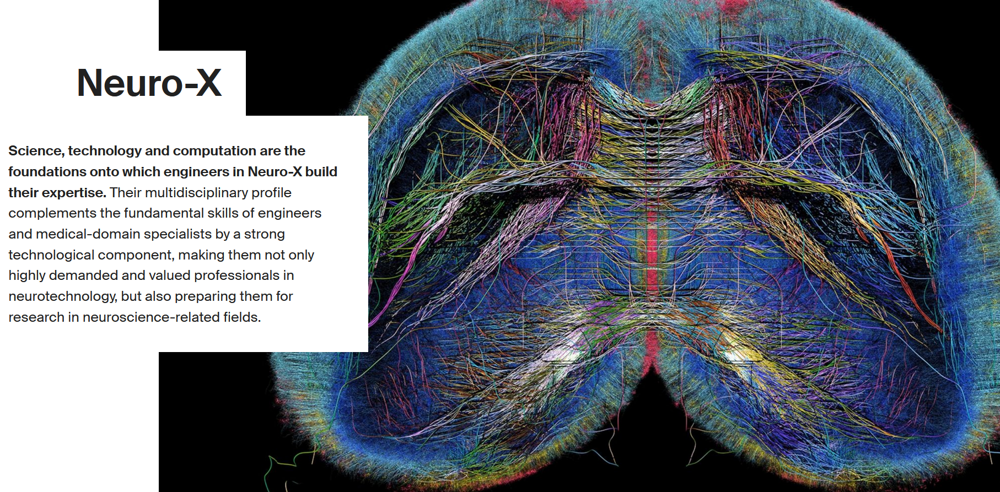 Neuro-X
Science, technology and computation are the
foundations onto which engineers in Neuro-X build
their expertise. Their multidisciplinary profile
complements the fundamental skills of engineers
and medical-domain specialists by a strong
technological component, making them not only
highly demanded and valued professionals in
neurotechnology, but also preparing them for
research in neuroscience-related fields.